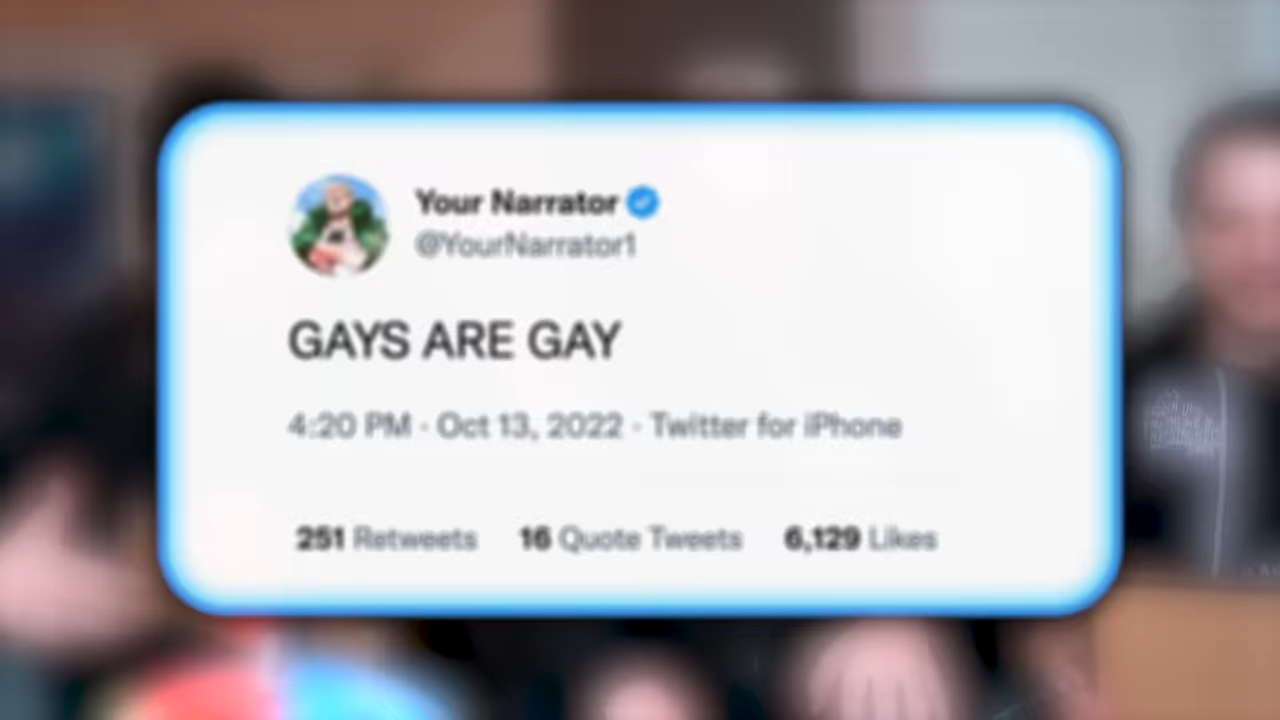 Your Narrator
@YourNarrator1
GAYS ARE GAY
4:20 PM · Oct 13, 2022 · Twitter for iPhone
251 Retweets 16 Quote Tweets 6,129 Likes